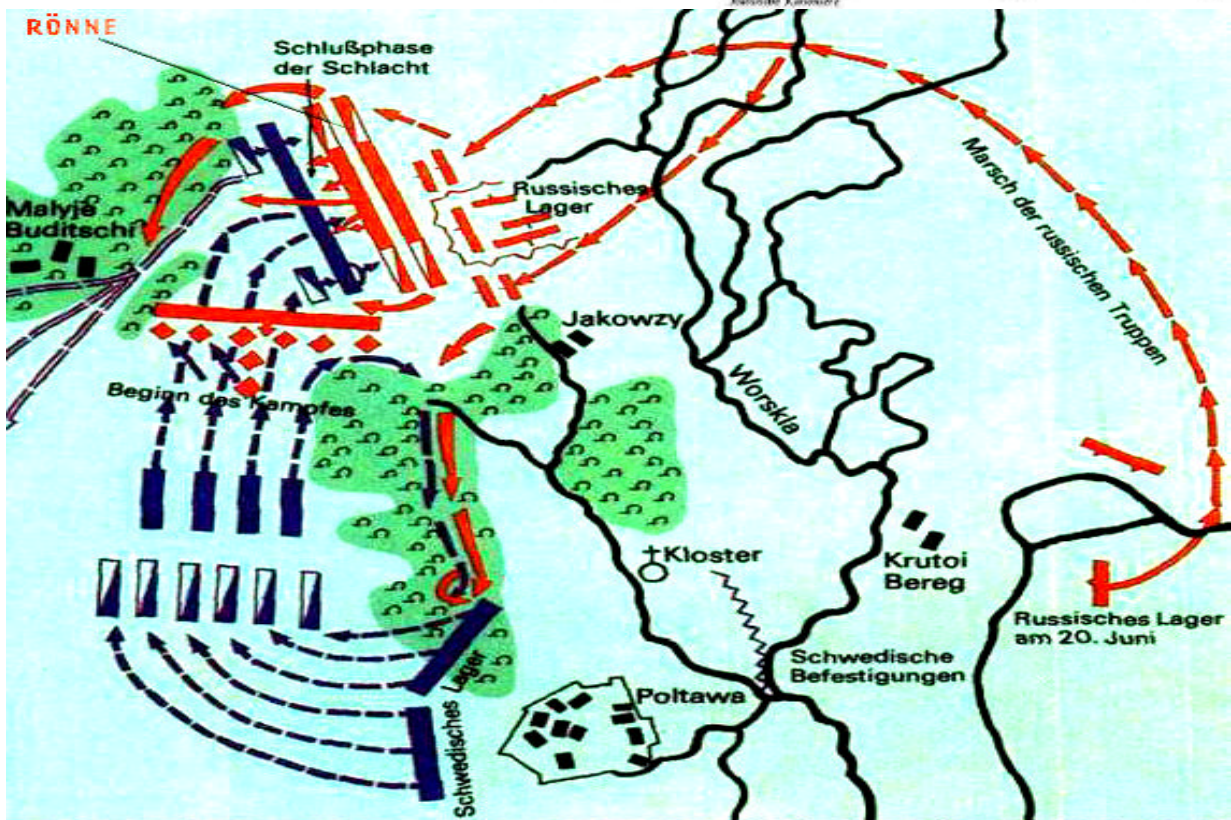 RÖNNE
Schlußphase
der Schlacht
Marsch der russischen Truppen
Russisches
Lager
Malyje
Buditschi
Jakowzy
Worskla
Beginn des Kampfes
Kloster
Krutoi
Bereg
Russisches Lager
am 20. Juni
Schwedische
Befestigungen
Poltawa
Schwedisches Lager